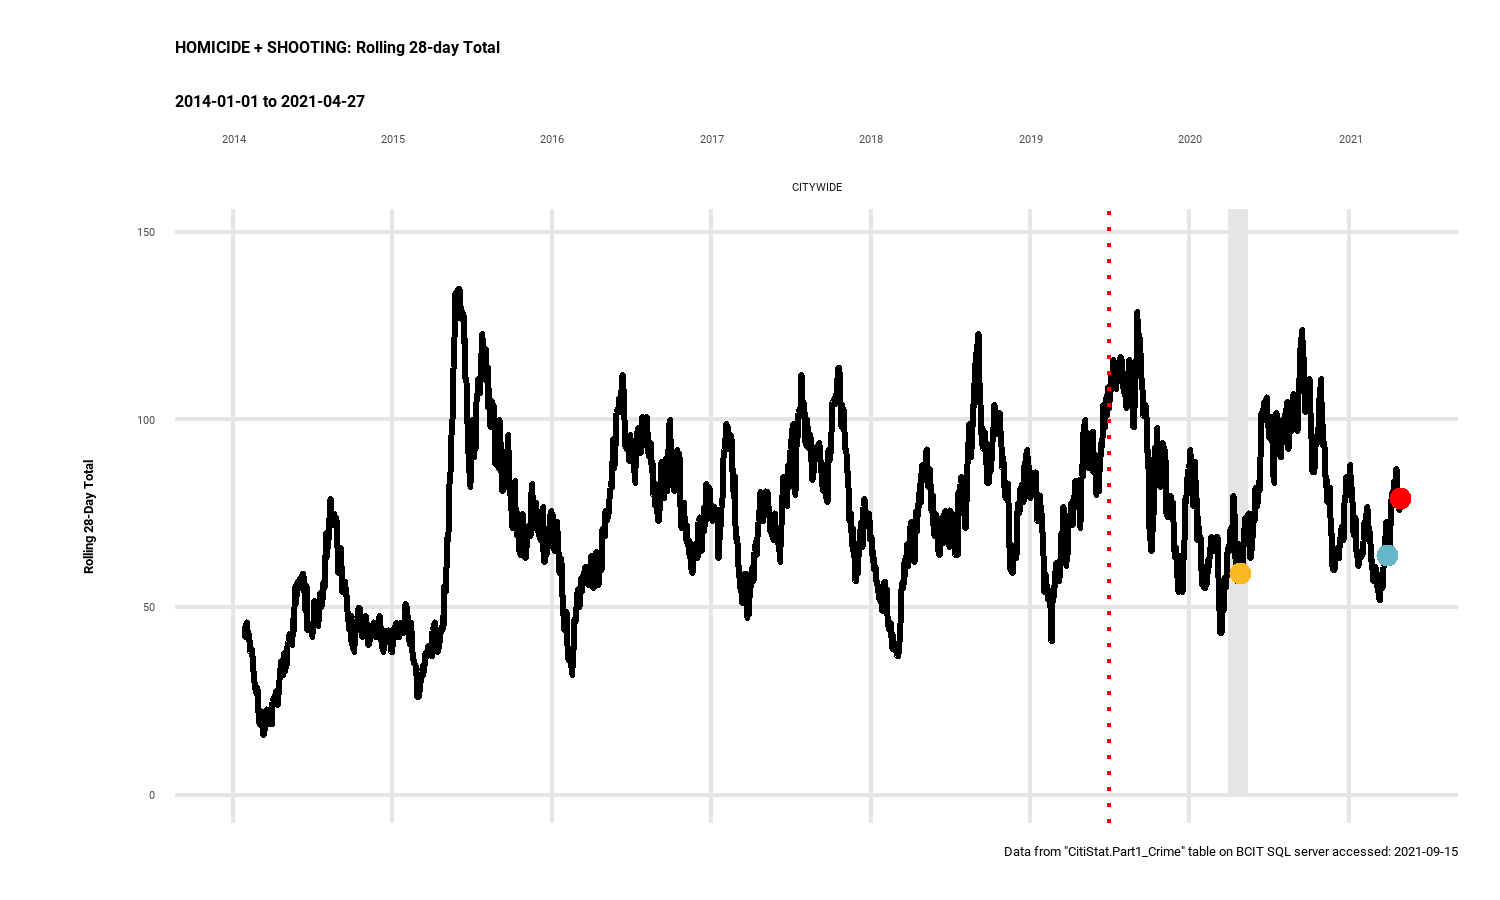 HOMICIDE + SHOOTING: Rolling 28-day Total
2014-01-01 to 2021-04-27
2014 2015 2016 2017 2018 2019 2020 2021
CITYWIDE
150
100
50
0
Rolling 28-Day Total
Data from "CitiStat.Part1_Crime" table on BCIT SQL server accessed: 2021-09-15